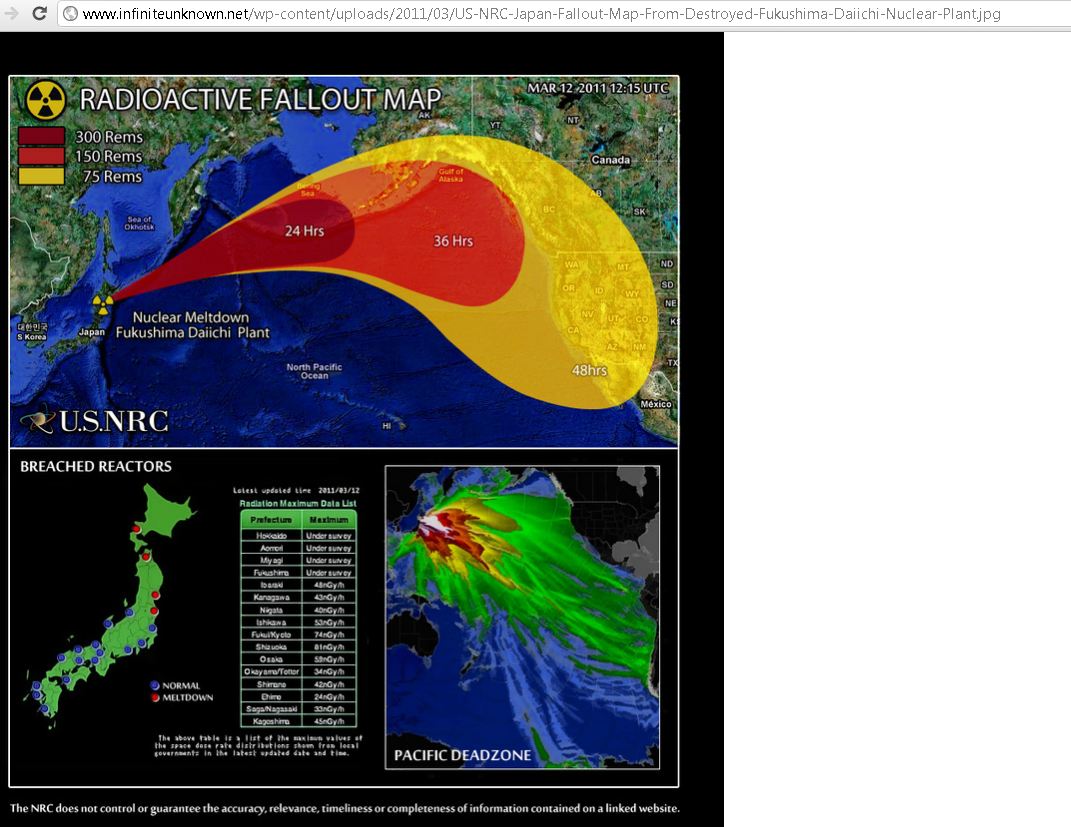 www.infiniteunknown.net/wp-content/uploads/2011/03/US-NRC-Japan-Fallout-Map-From-Destroyed-Fukushima-Daiichi-Nuclear-Plant.jpg
RADIOACTIVE FALLOUT MAP
MAR 12 2011 12:15 UTC
300 Rems
150 Rems
75 Rems
AK
YT
NT
Canada
Bering
Sea
Gulf of
Alaska
AB
BC
SK
Sea of
Okhotsk
24 Hrs
36 Hrs
WA
MT
ND
OR
ID
WY
SD
NE
NV
UT
CO
KS
CA
AZ
NM
TX
48hrs
México
대한민국
S Korea
Japan
Nuclear Meltdown
Fukushima Daiichi Plant
North Pacific
Ocean
HI
U.S.NRC
BREACHED REACTORS
Latest updated time 2011/03/12
Radiation Maximum Data List
Prefecture Maximum
Hokkaido Under survey
Aomori Under survey
Miyagi Under survey
Fukushima Under survey
Ibaraki 48nGy/h
Kanagawa 43nGy/h
Nigata 40nGy/h
Ishikawa 53nGy/h
Fukui/Kyoto 74nGy/h
Shizuoka 81nGy/h
Osaka 59nGy/h
Okayama/Tottor 34nGy/h
Shimane 42nGy/h
Ehime 24nGy/h
Saga/Nagasaki 33nGy/h
Kagoshima 45nGy/h
NORMAL
MELTDOWN
The above table is a list of the maximum values of
the space dose rate distributions shown from local
governments in the latest updated date and time.
PACIFIC DEADZONE
The NRC does not control or guarantee the accuracy, relevance, timeliness or completeness of information contained on a linked website.